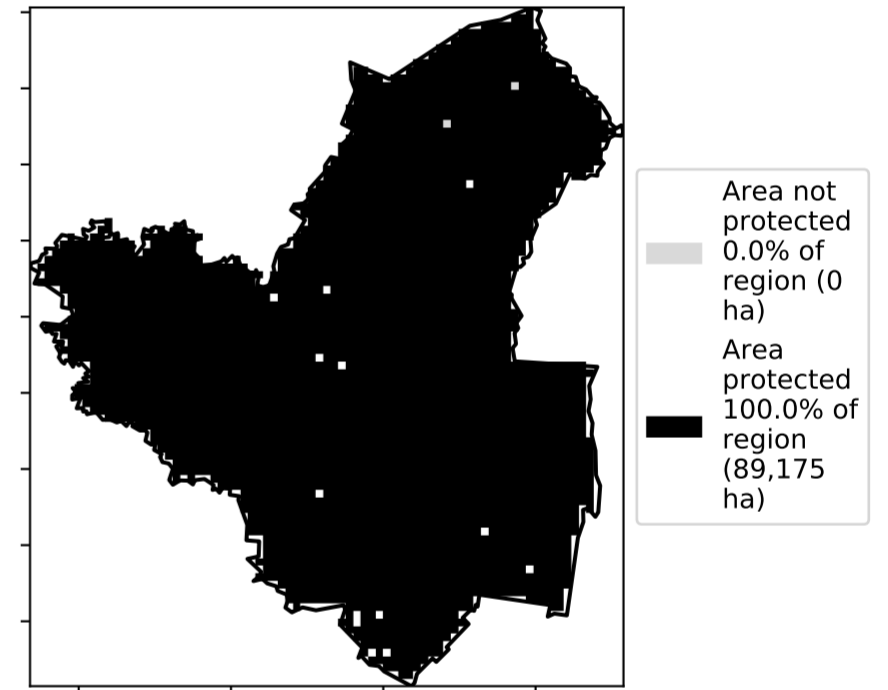 Area not
protected
0.0% of
region (0
ha)
Area
protected
100.0% of
region
(89,175
ha)